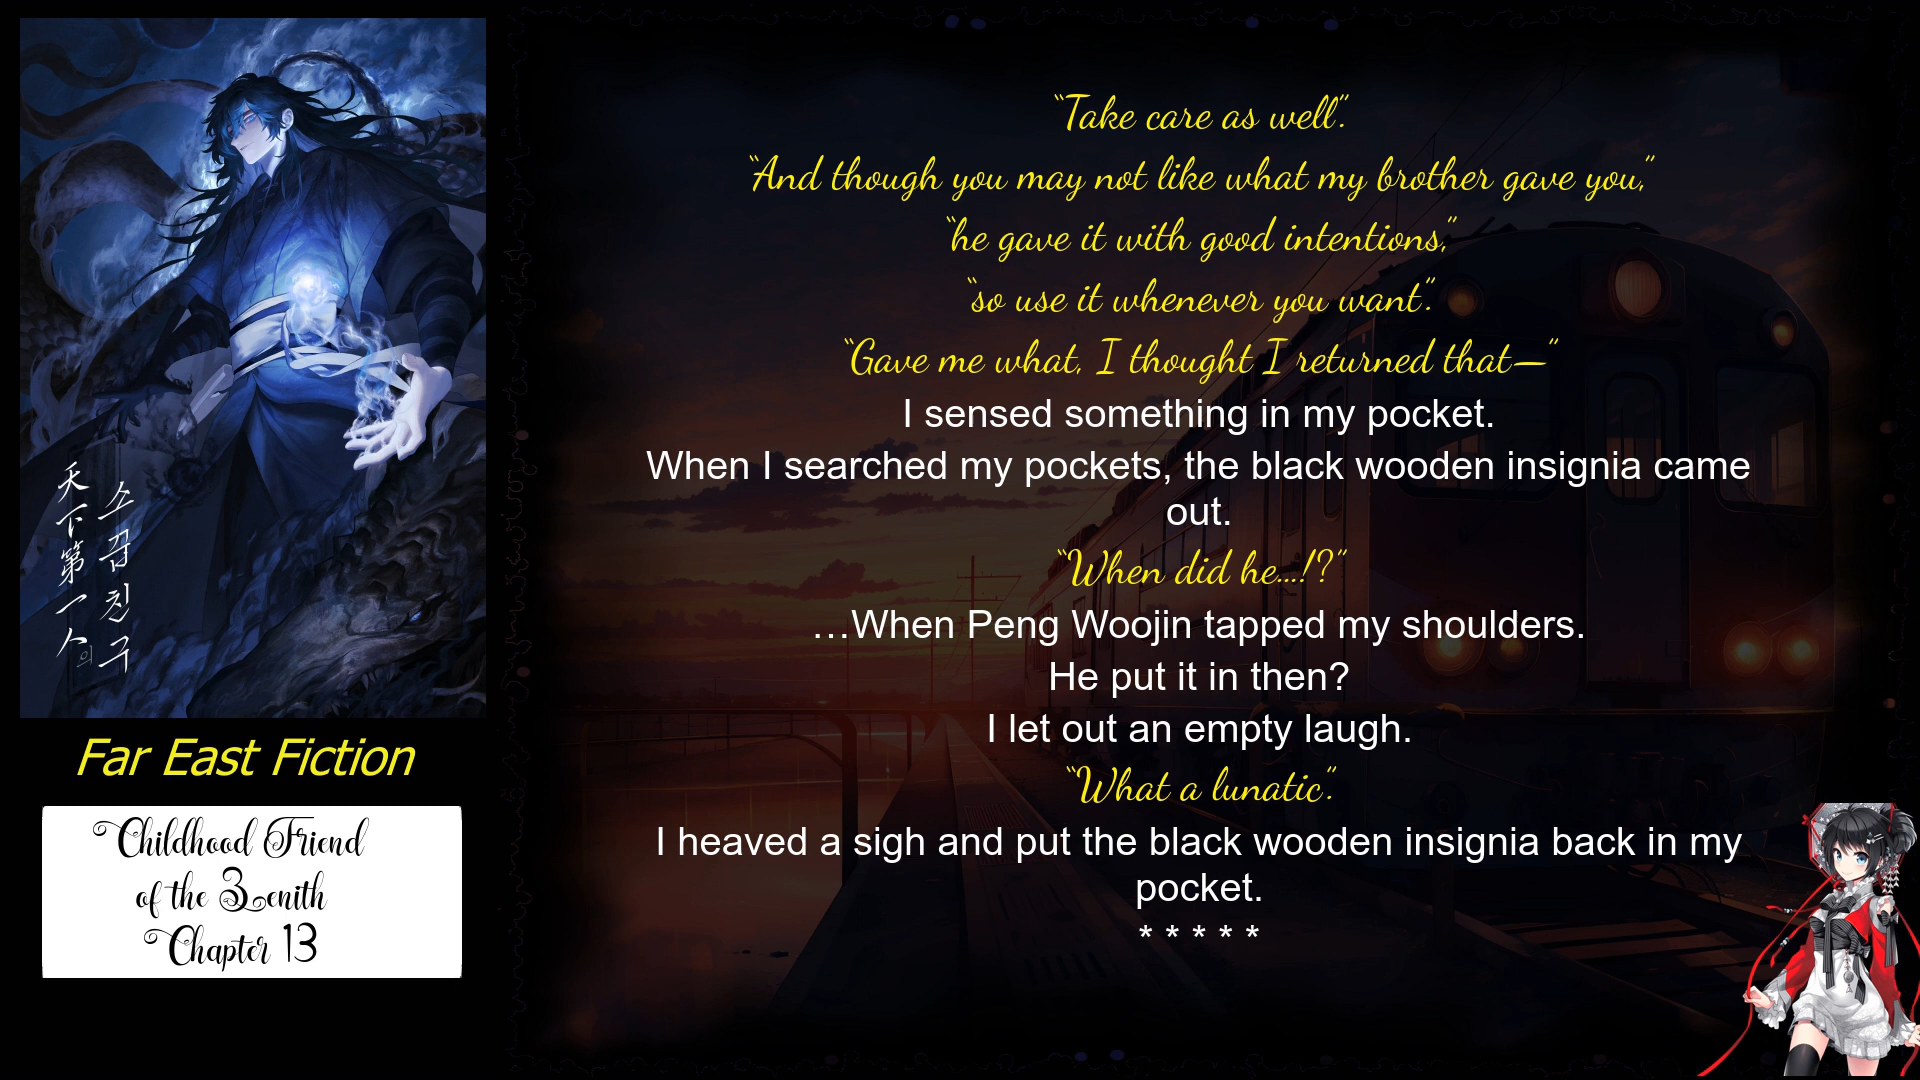 “Take care as well”.
“And though you may not like what my brother gave you,”
“he gave it with good intentions,”
“so use it whenever you want”.
“Gave me what, I thought I returned that—”
I sensed something in my pocket.
When I searched my pockets, the black wooden insignia came
out.
“When did he...!?”
…When Peng Woojin tapped my shoulders.
He put it in then?
I let out an empty laugh.
“What a lunatic”.
I heaved a sigh and put the black wooden insignia back in my
pocket.
* * * * *
天下第一人의
소꿉친구
Far East Fiction
Childhood Friend
of the Zenith
Chapter 13